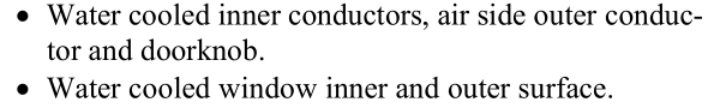 • Water cooled inner conductors, air side outer conduc-
tor and doorknob.
• Water cooled window inner and outer surface.